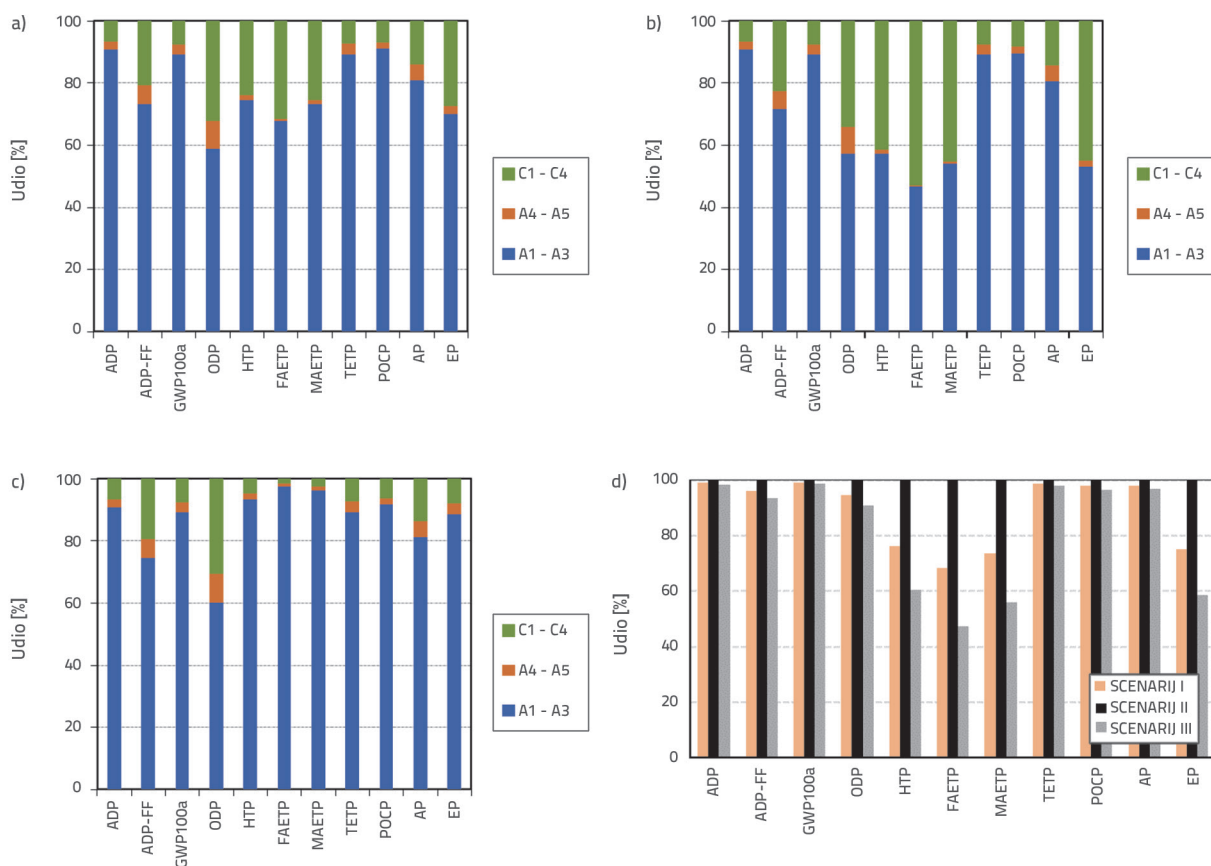 a)
Udio [%]
100
80
60
40
20
0
ADP
ADP-FF
GWP100a
ODP
HTP
FAETP
MAETP
TETP
POCP
AP
EP
C1 - C4
A4 - A5
A1 - A3
b)
Udio [%]
100
80
60
40
20
0
ADP
ADP-FF
GWP100a
ODP
HTP
FAETP
MAETP
TETP
POCP
AP
EP
C1 - C4
A4 - A5
A1 - A3
c)
Udio [%]
100
80
60
40
20
0
ADP
ADP-FF
GWP100a
ODP
HTP
FAETP
MAETP
TETP
POCP
AP
EP
C1 - C4
A4 - A5
A1 - A3
d)
Udio [%]
100
80
60
40
20
0
ADP
ADP-FF
GWP100a
ODP
HTP
FAETP
MAETP
TETP
POCP
AP
EP
SCENARIJ I
SCENARIJ II
SCENARIJ III